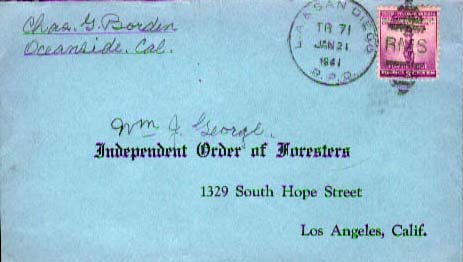 Chas. G. Borden
Oceanside, Cal.
L.A. & SAN DIEGO
TR 71
JAN 21
1941
R.P.O.
RMS
Wm J. George.
Independent Order of Foresters
1329 South Hope Street
Los Angeles, Calif.